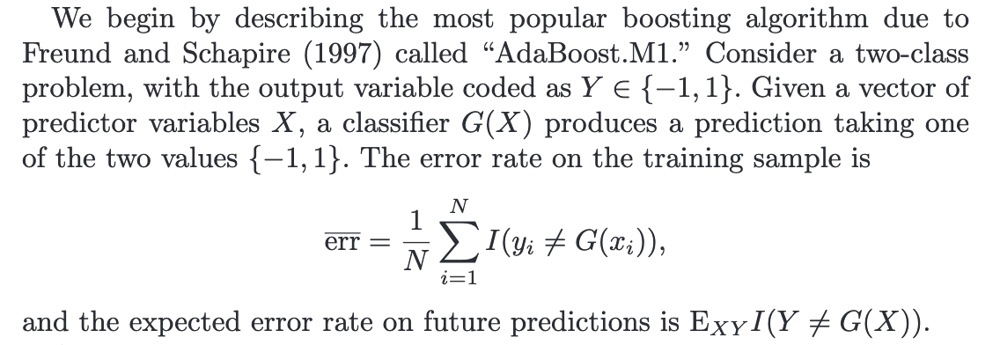 We begin by describing the most popular boosting algorithm due to
Freund and Schapire (1997) called “AdaBoost.M1.” Consider a two-class
problem, with the output variable coded as Y ∈ {−1, 1}. Given a vector of
predictor variables X, a classifier G(X) produces a prediction taking one
of the two values {−1, 1}. The error rate on the training sample is
$\overline{\text{err}} = \frac{1}{N} \sum_{i=1}^{N} I(y_i \neq G(x_i)),$
and the expected error rate on future predictions is $\text{E}_{XY} I(Y \neq G(X)).$